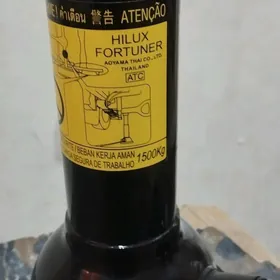 คำเตือน 警告 ATENÇÃO
HILUX
FORTUNER
AOYAMA THAI CO., LTD.
THAILAND
ATC
/ BEBAN KERJA AMAN
SEGURA DE TRABALHO
1500Kg